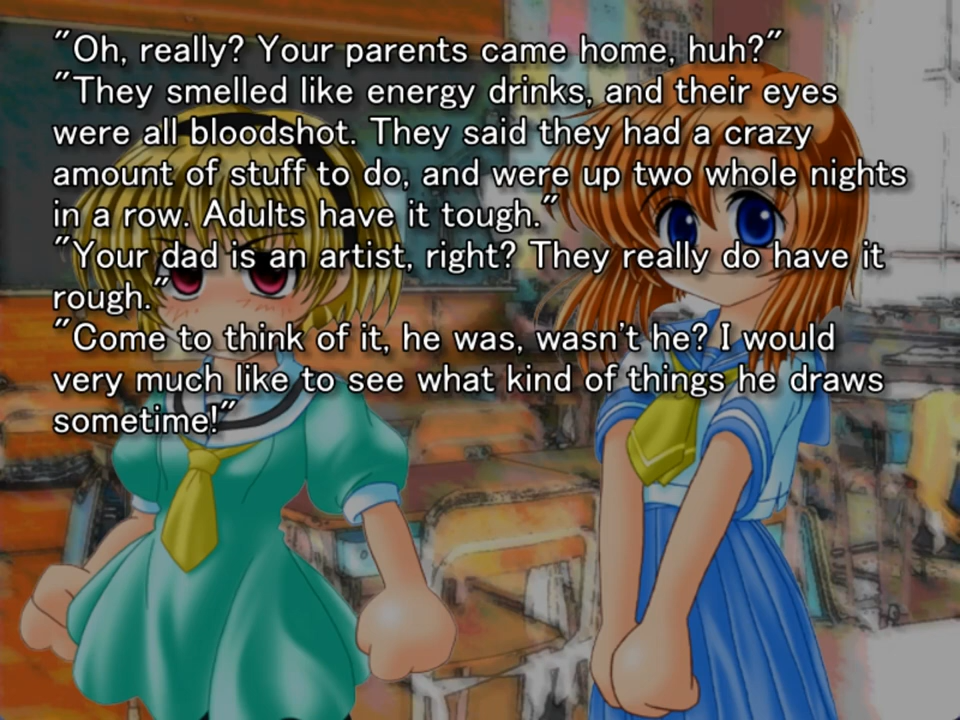 "Oh, really? Your parents came home, huh?"
"They smelled like energy drinks, and their eyes
were all bloodshot. They said they had a crazy
amount of stuff to do, and were up two whole nights
in a row. Adults have it tough."
"Your dad is an artist, right? They really do have it
rough."
"Come to think of it, he was, wasn't he? I would
very much like to see what kind of things he draws
sometime!"